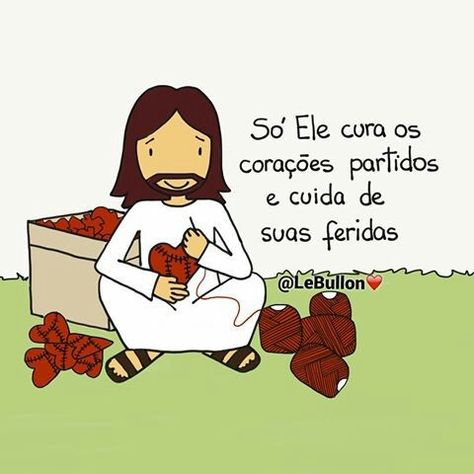 Só Ele cura os
corações partidos
e cuida de
suas feridas
@LeBullon❤️